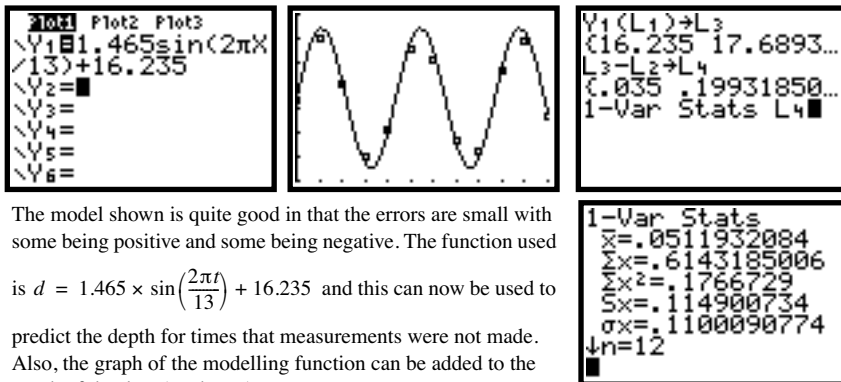 Plot1 Plot2 Plot3
\Y1=1.465sin(2πX
/13)+16.235
\Y2=
\Y3=
\Y4=
\Y5=
\Y6=
Y1(L1)→L3
{16.235 17.6893…
L3-L2→L4
{.035 .19931850…
1-Var Stats L4
The model shown is quite good in that the errors are small with
some being positive and some being negative. The function used
is d = 1.465 × sin(2πt/13) + 16.235 and this can now be used to
predict the depth for times that measurements were not made.
Also, the graph of the modelling function can be added to the
1-Var Stats
x̄=.0511932084
Σx=.6143185006
Σx²=.1766729
Sx=.114900734
σx=.1100090774
↓n=12